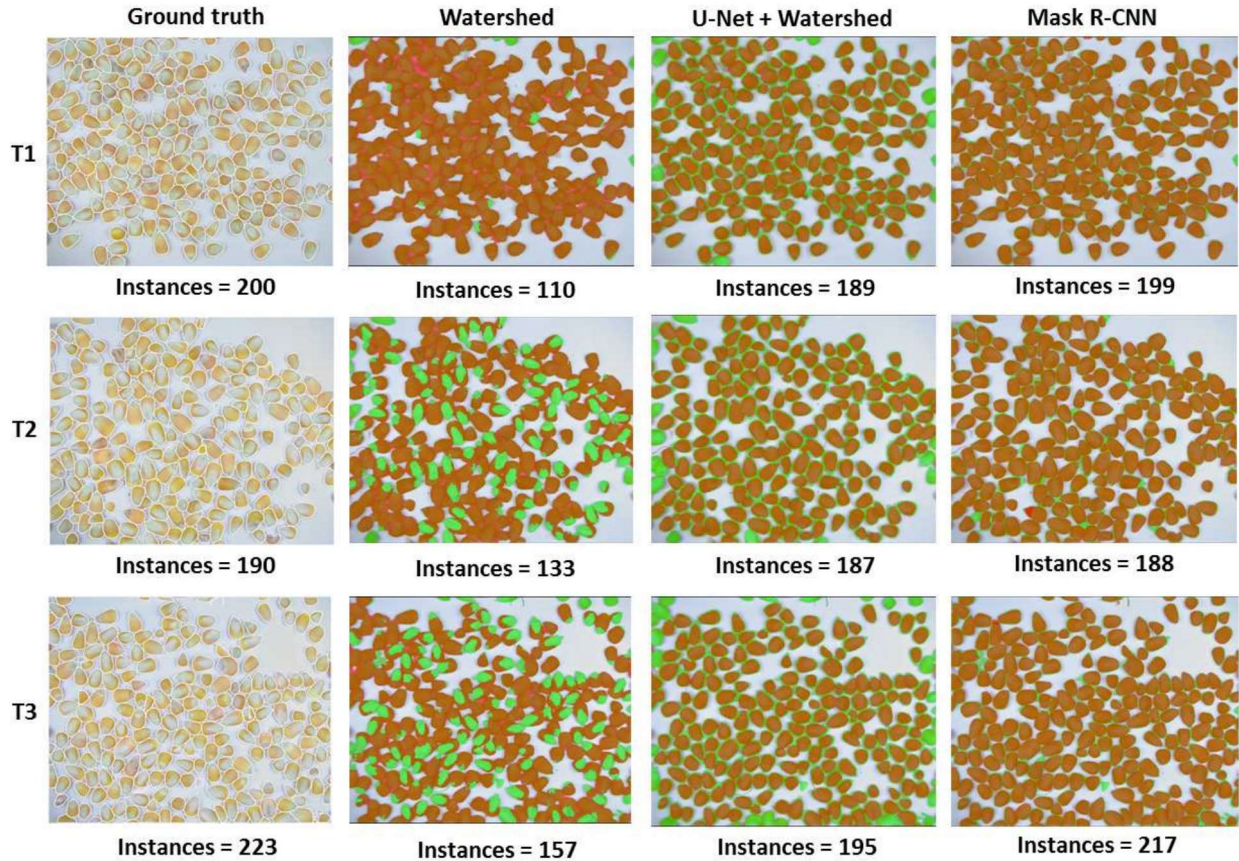 Ground truth Watershed U-Net + Watershed Mask R-CNN
T1
Instances = 200 Instances = 110 Instances = 189 Instances = 199
T2
Instances = 190 Instances = 133 Instances = 187 Instances = 188
T3
Instances = 223 Instances = 157 Instances = 195 Instances = 217